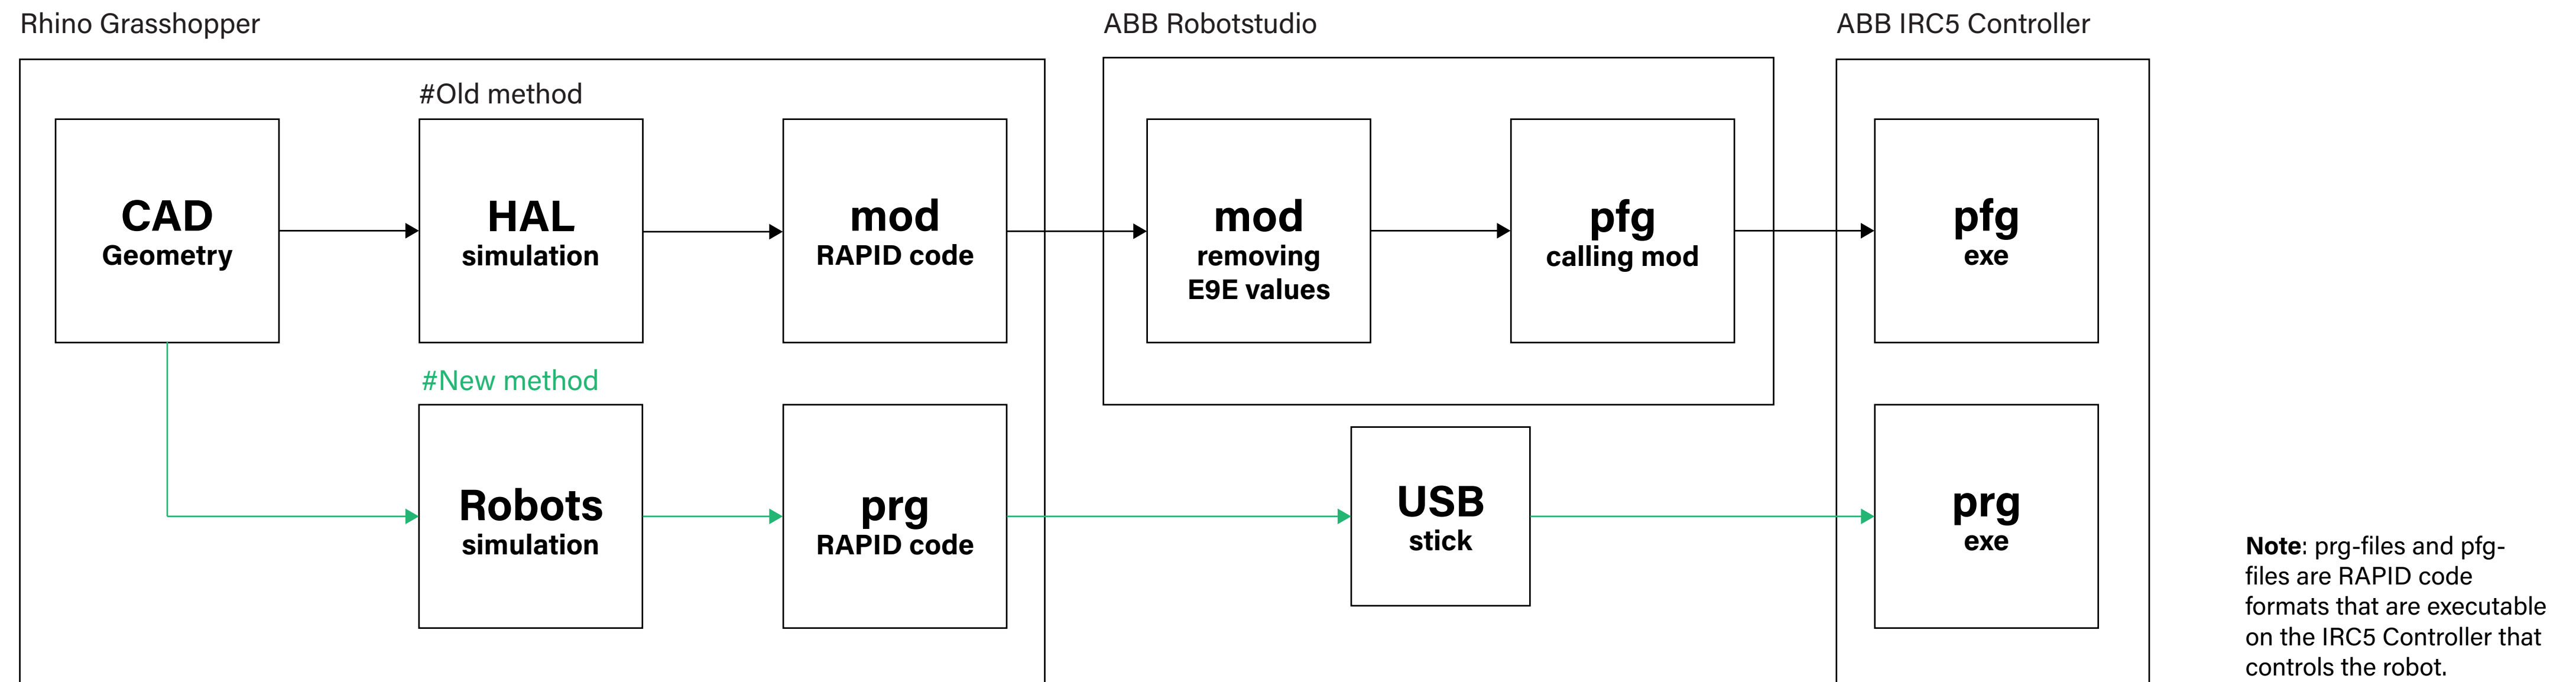 Rhino Grasshopper
ABB Robotstudio
ABB IRC5 Controller
#Old method
CAD
Geometry
HAL
simulation
mod
RAPID code
mod
removing
E9E values
pfg
calling mod
pfg
exe
#New method
Robots
simulation
prg
RAPID code
USB
stick
prg
exe
Note: prg-files and pfg-
files are RAPID code
formats that are executable
on the IRC5 Controller that
controls the robot.